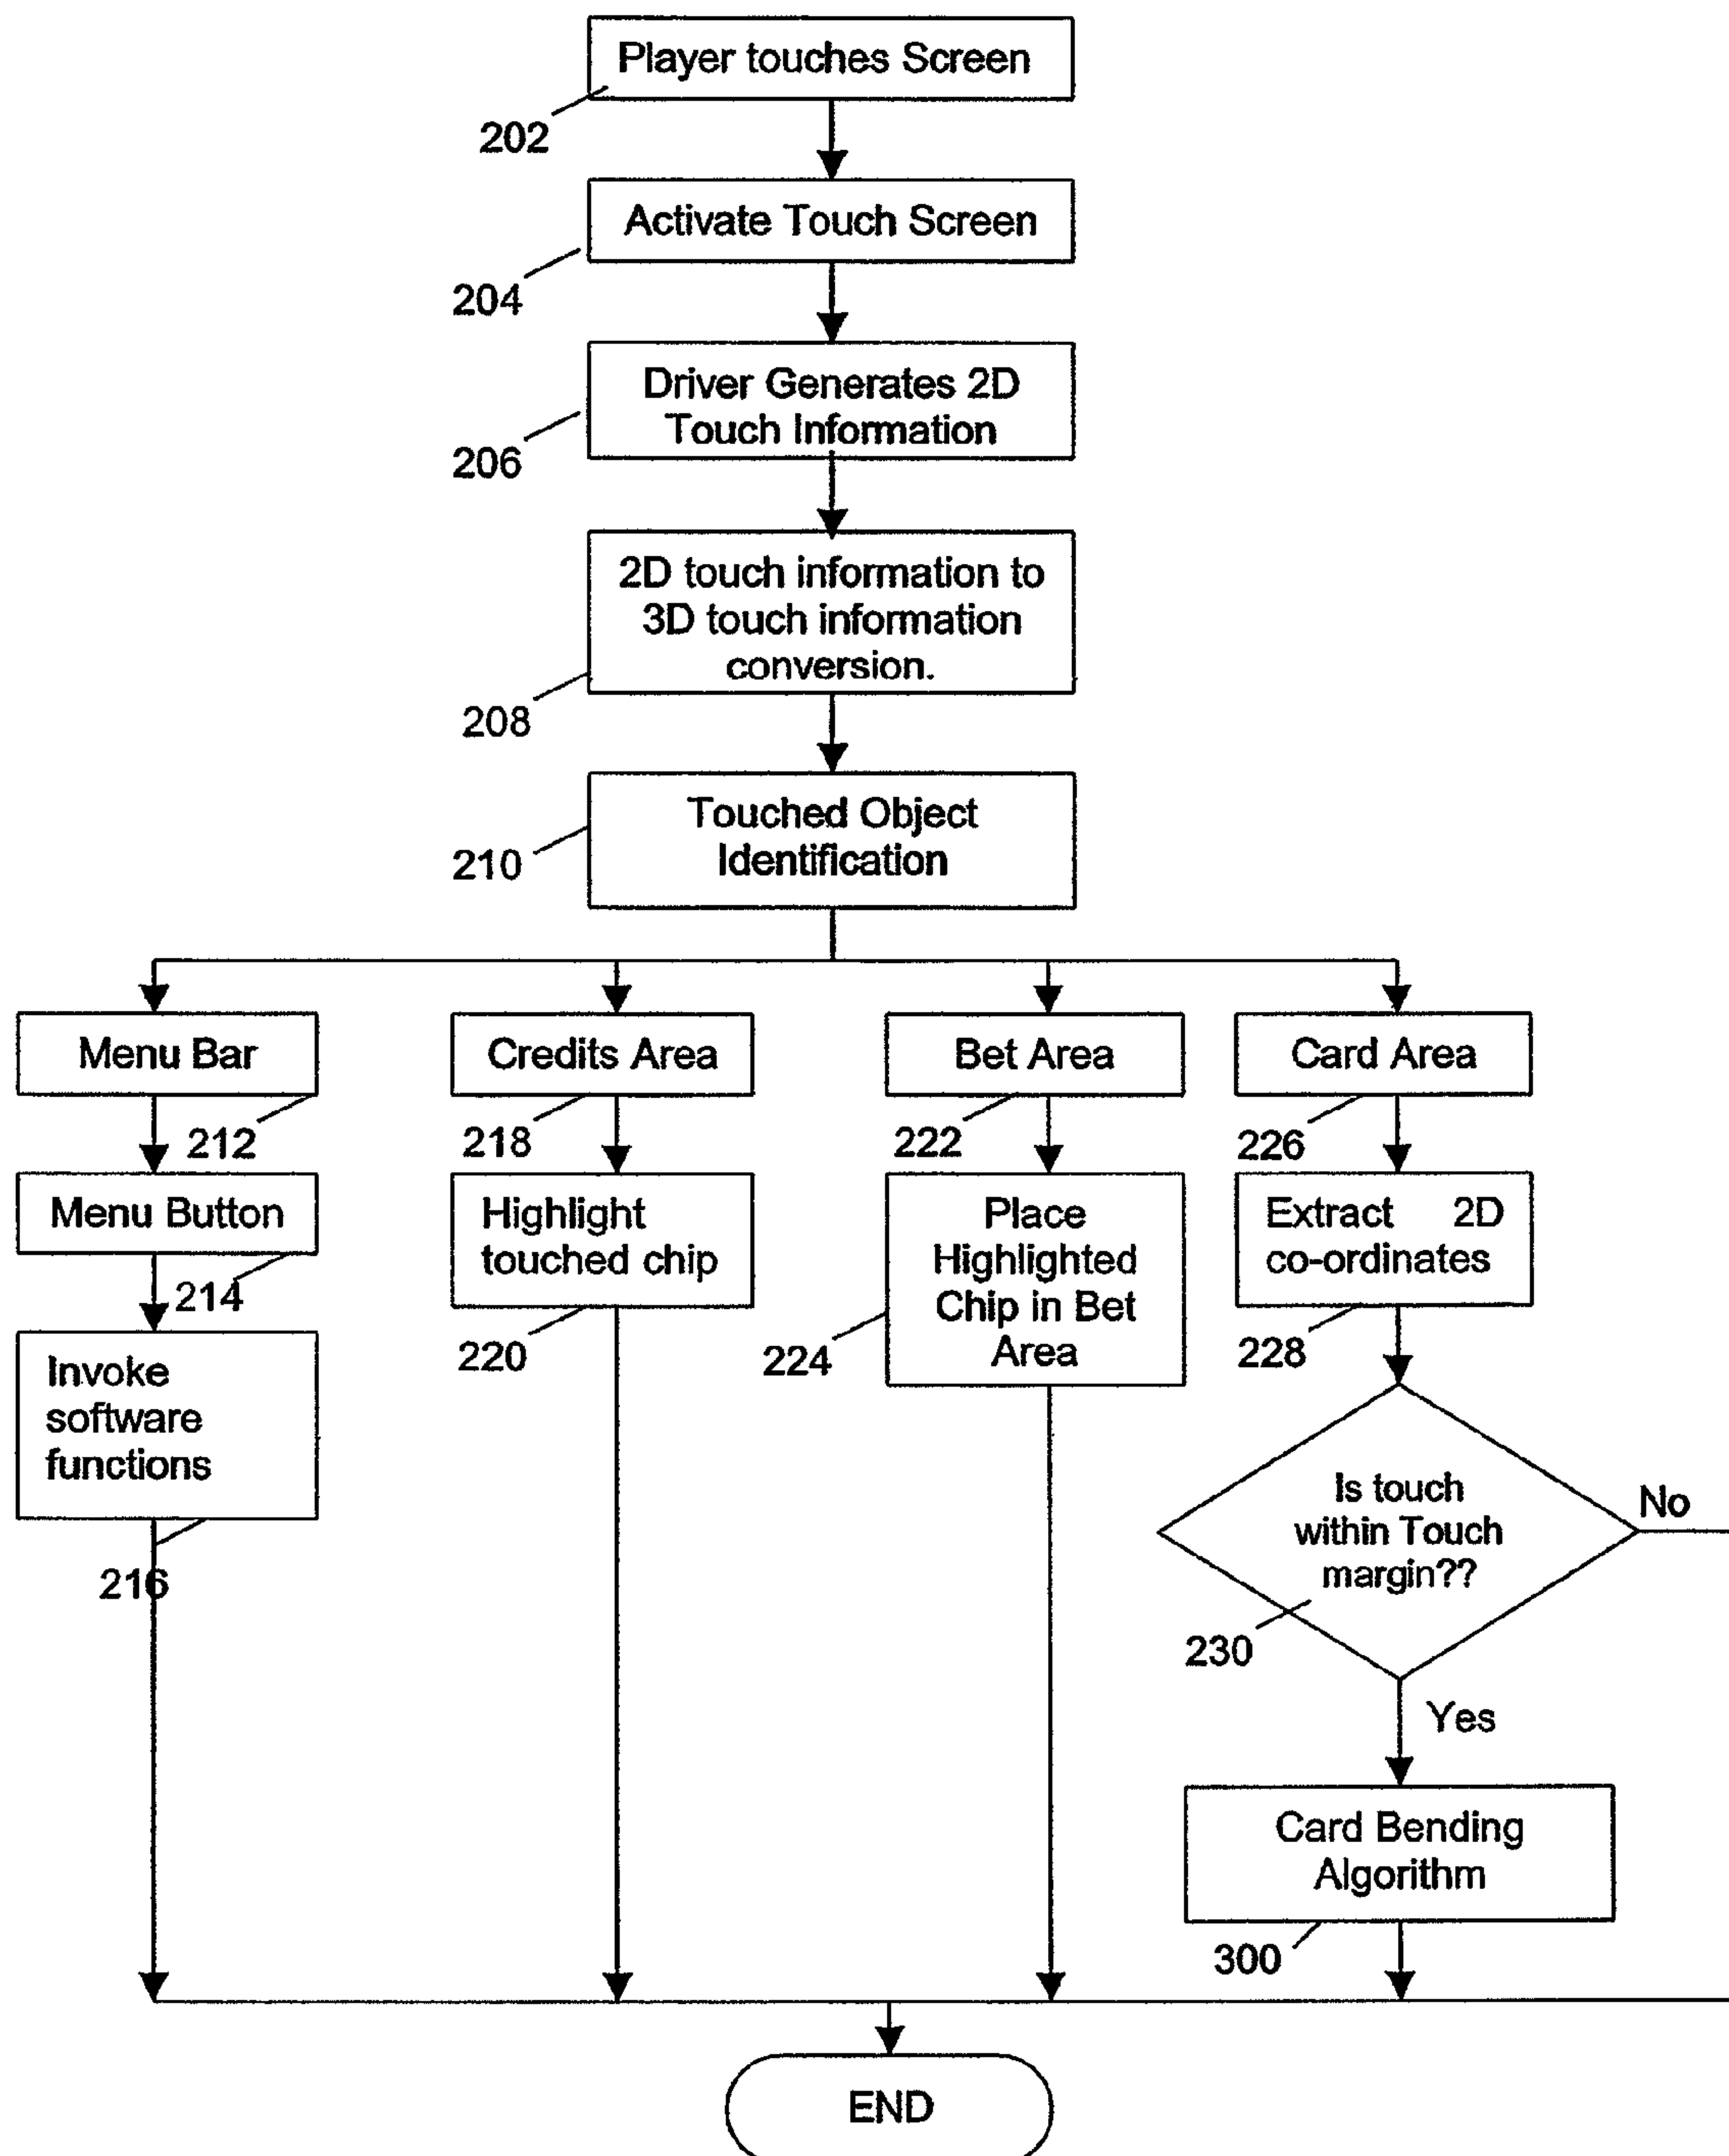 Player touches Screen
202
Activate Touch Screen
204
Driver Generates 2D
Touch Information
206
2D touch information to
3D touch information
conversion.
208
Touched Object
Identification
210
Menu Bar
212
Menu Button
214
Invoke
software
functions
216
Credits Area
218
Highlight
touched chip
220
Bet Area
222
Place
Highlighted
Chip in Bet
Area
224
Card Area
226
Extract 2D
co-ordinates
228
Is touch
within Touch
margin??
230
No
Yes
Card Bending
Algorithm
300
END